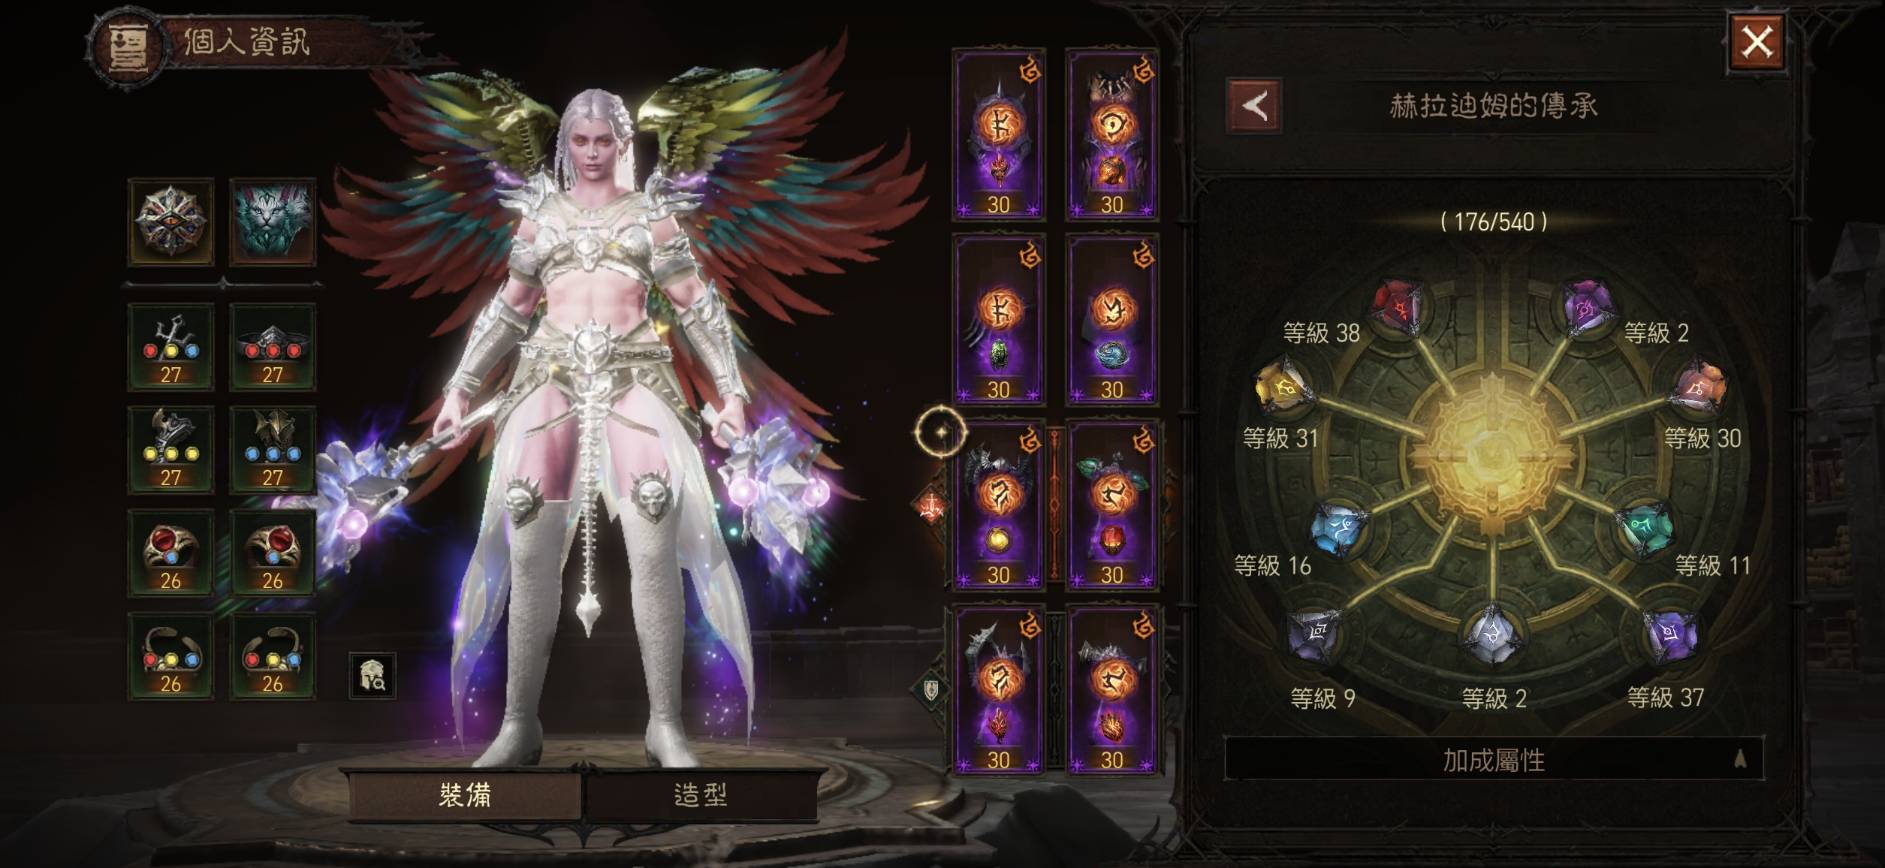 個人資訊
27 27
27 27
26 26
26 26
裝備
造型
30 30
30 30
30 30
30 30
赫拉迪姆的傳承
( 176/540 )
等級 38
等級 2
等級 31
等級 30
等級 16
等級 11
等級 9
等級 2
等級 37
加成屬性